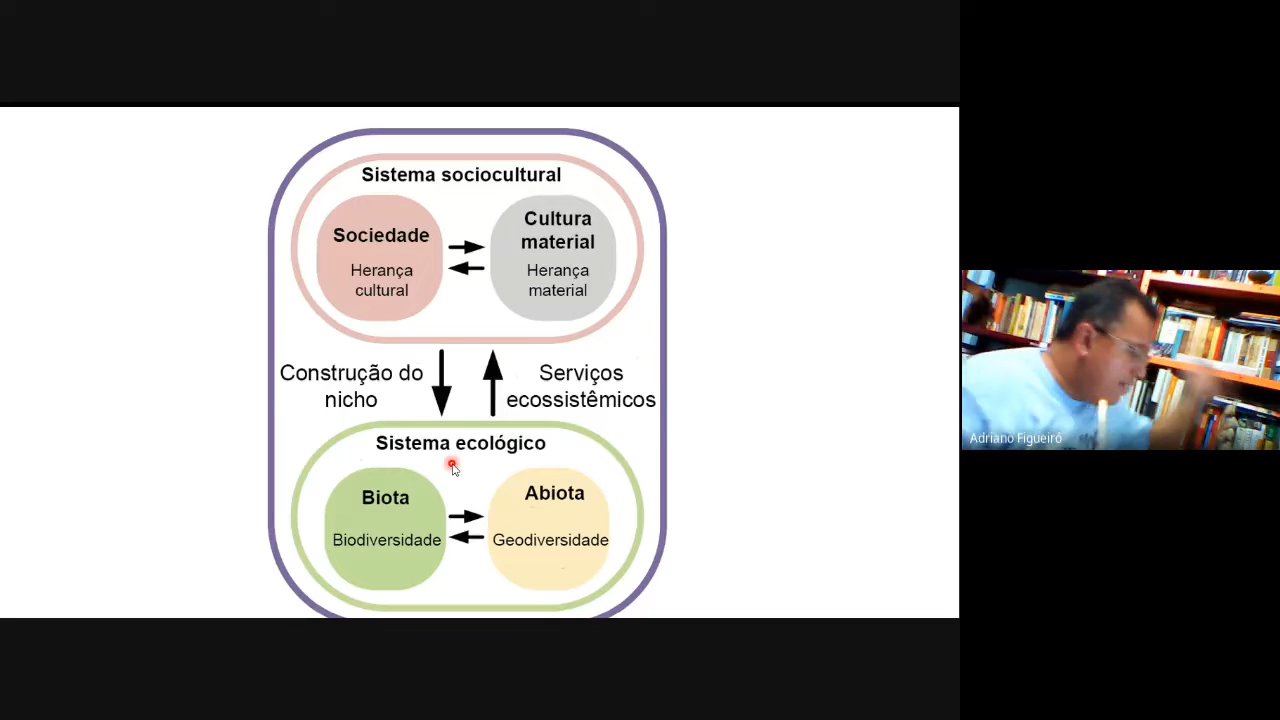 Sistema sociocultural
Sociedade
Herança
cultural
Cultura
material
Herança
material
Construção do
nicho
Serviços
ecossistêmicos
Sistema ecológico
Biota
Biodiversidade
Abiota
Geodiversidade
Adriano Figueiró